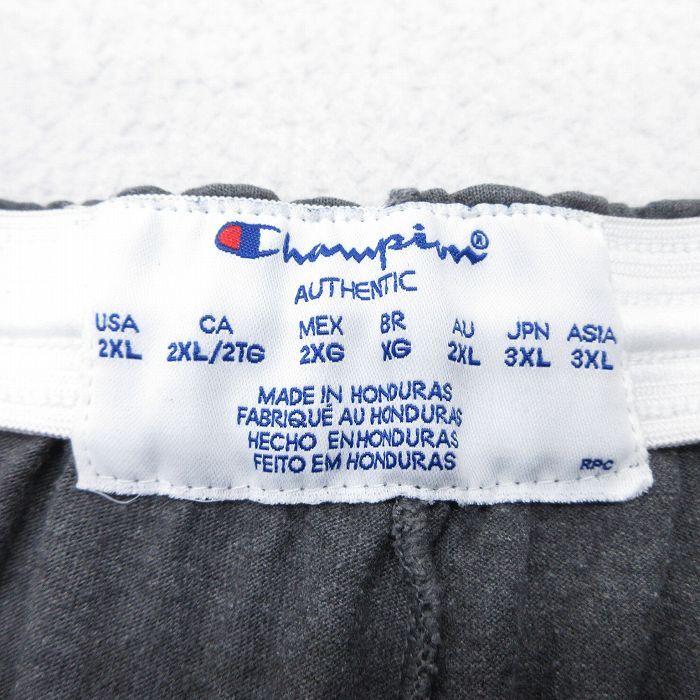 Champion®
AUTHENTIC
USA CA MEX BR AU JPN ASIA
2XL 2XL/2TG 2XG XG 2XL 3XL 3XL
MADE IN HONDURAS
FABRIQUÉ AU HONDURAS
HECHO EN HONDURAS
FEITO EM HONDURAS
RPC